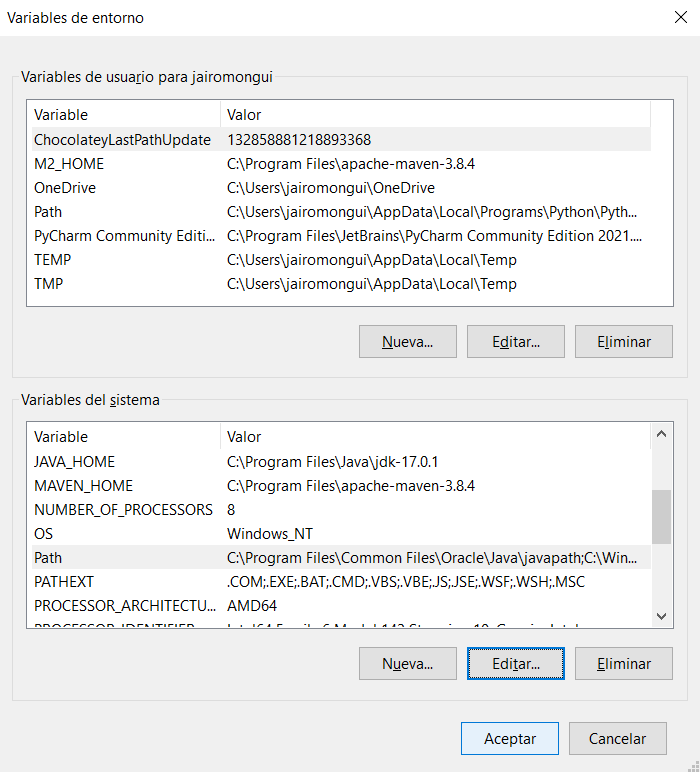 Variables de entorno
Variables de usuario para jairomongui
Variable Valor
ChocolateyLastPathUpdate 132858881218893368
M2_HOME C:\Program Files\apache-maven-3.8.4
OneDrive C:\Users\jairomongui\OneDrive
Path C:\Users\jairomongui\AppData\Local\Programs\Python\Pyth...
PyCharm Community Editi... C:\Program Files\JetBrains\PyCharm Community Edition 2021....
TEMP C:\Users\jairomongui\AppData\Local\Temp
TMP C:\Users\jairomongui\AppData\Local\Temp
Nueva... Editar... Eliminar
Variables del sistema
Variable Valor
JAVA_HOME C:\Program Files\Java\jdk-17.0.1
MAVEN_HOME C:\Program Files\apache-maven-3.8.4
NUMBER_OF_PROCESSORS 8
OS Windows_NT
Path C:\Program Files\Common Files\Oracle\Java\javapath;C:\Win...
PATHEXT .COM;.EXE;.BAT;.CMD;.VBS;.VBE;.JS;.JSE;.WSF;.WSH;.MSC
PROCESSOR_ARCHITECTU... AMD64
PROCESSOR_IDENTIFIER Intel64 Family 6 Model
Nueva... Editar... Eliminar
Aceptar Cancelar